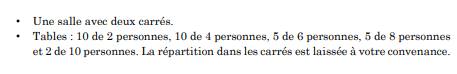 • Une salle avec deux carrés.
• Tables : 10 de 2 personnes, 10 de 4 personnes, 5 de 6 personnes, 5 de 8 personnes
et 2 de 10 personnes. La répartition dans les carrés est laissée à votre convenance.